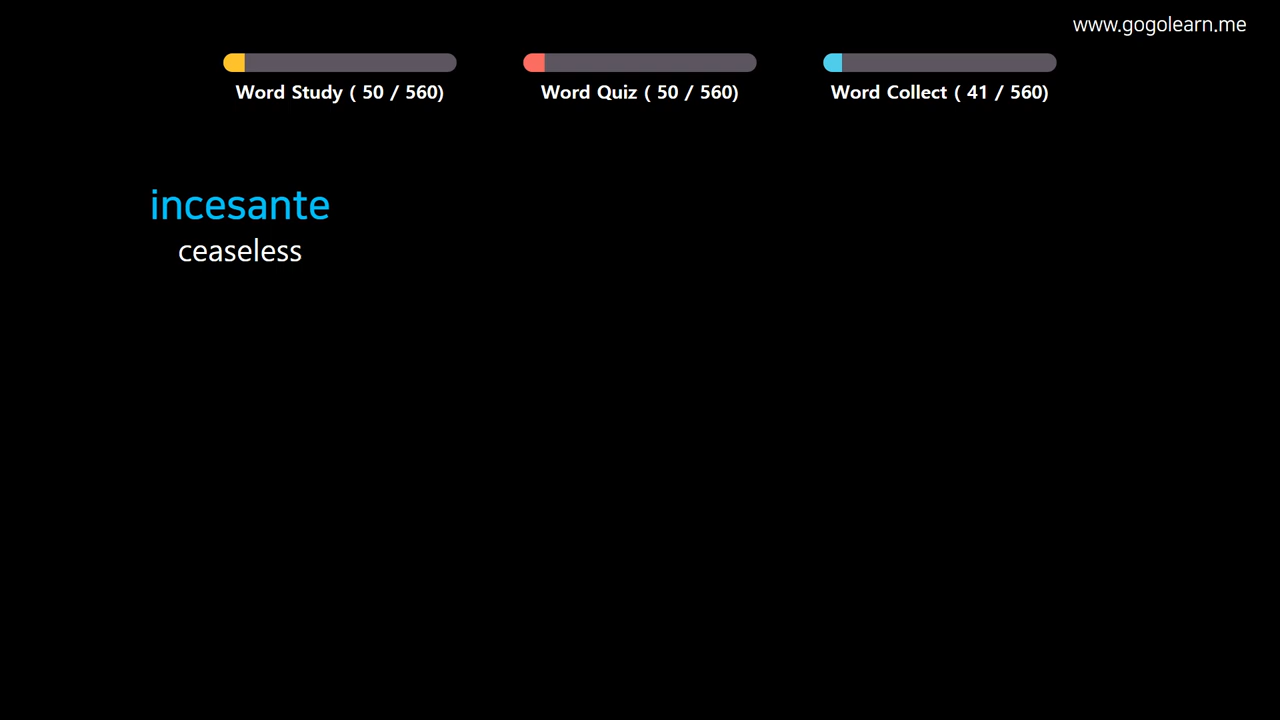 www.gogolearn.me
Word Study ( 50 / 560)
Word Quiz ( 50 / 560)
Word Collect ( 41 / 560)
incesante
ceaseless